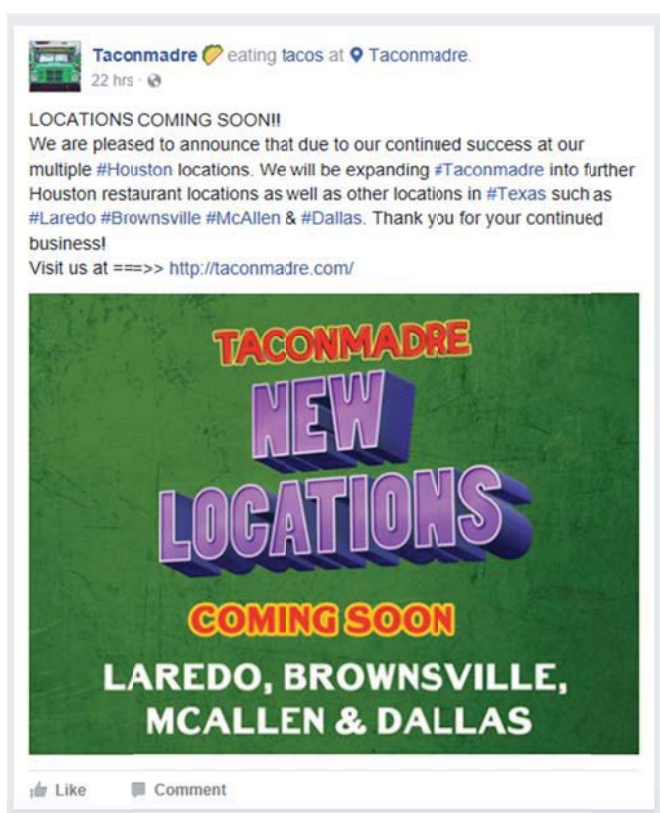 Taconmadre 🌮 eating tacos at Taconmadre.
22 hrs ·
LOCATIONS COMING SOON!!
We are pleased to announce that due to our continued success at our
multiple #Houston locations. We will be expanding #Taconmadre into further
Houston restaurant locations as well as other locations in #Texas such as
#Laredo #Brownsville #McAllen & #Dallas. Thank you for your continued
business!
Visit us at ===>> http://taconmadre.com/
TACONMADRE
NEW
LOCATIONS
COMING SOON
LAREDO, BROWNSVILLE,
MCALLEN & DALLAS
Like Comment